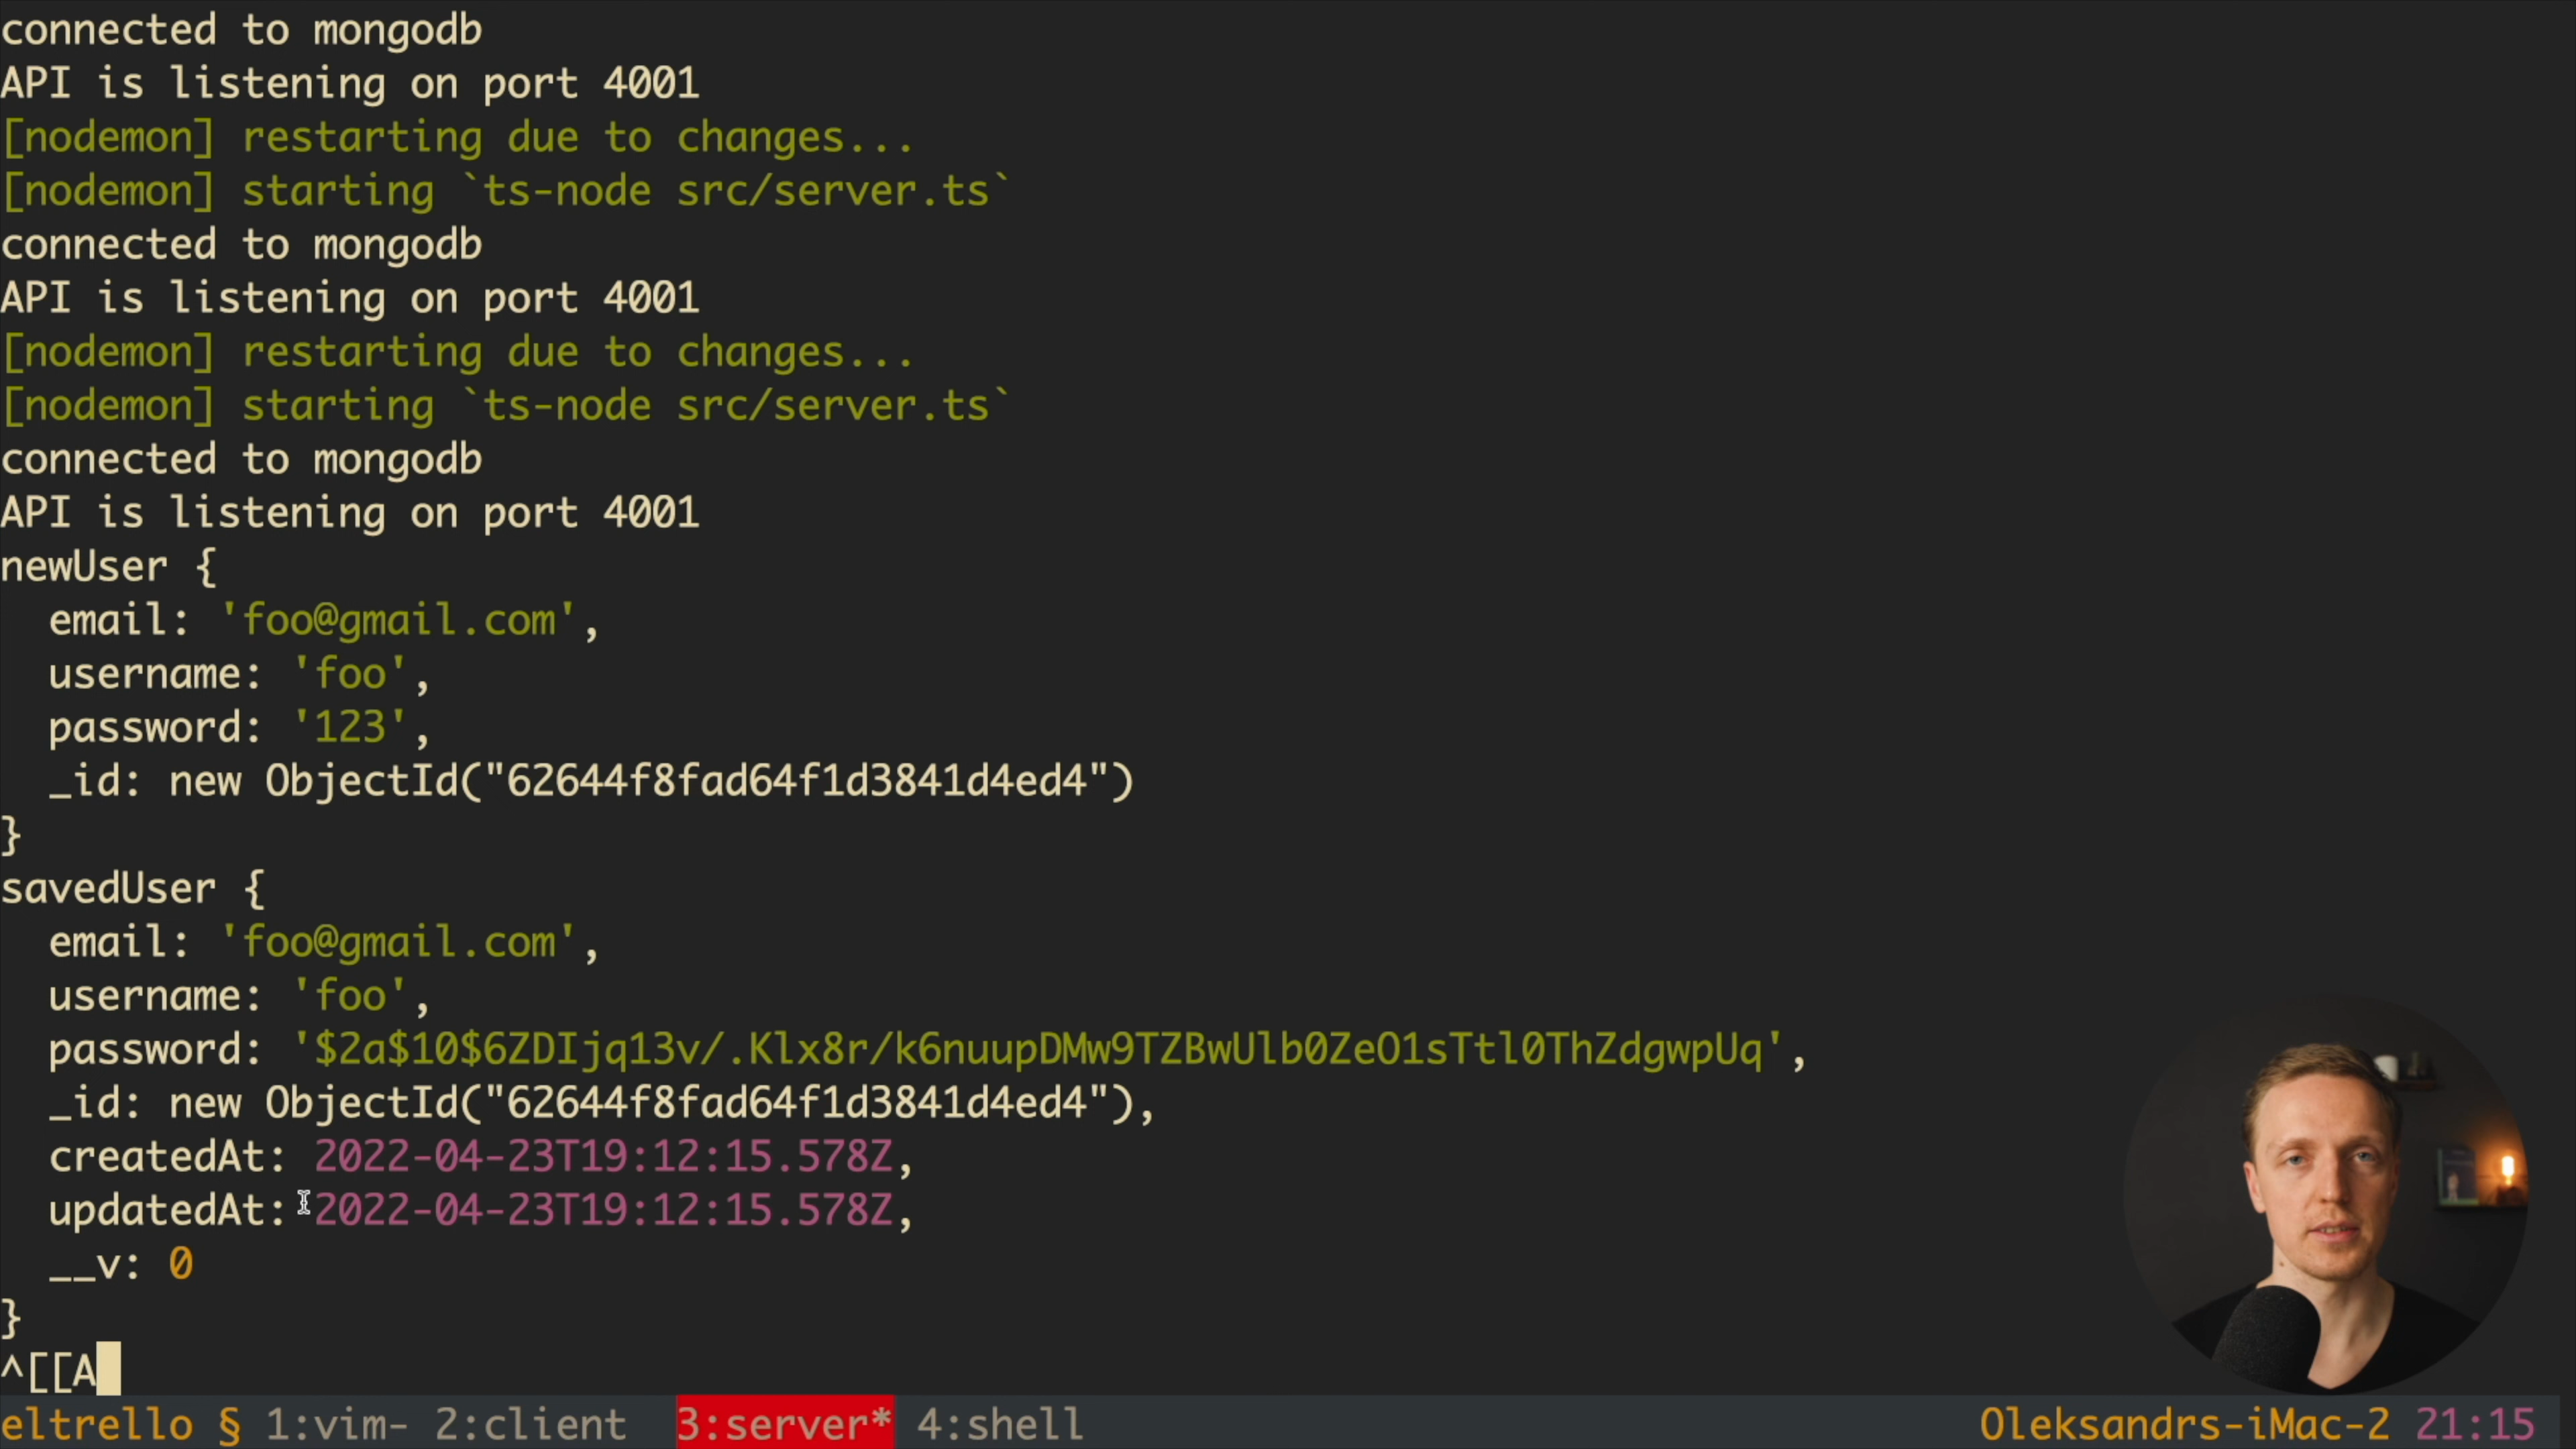 connected to mongodb
API is listening on port 4001
[nodemon] restarting due to changes...
[nodemon] starting `ts-node src/server.ts`
connected to mongodb
API is listening on port 4001
[nodemon] restarting due to changes...
[nodemon] starting `ts-node src/server.ts`
connected to mongodb
API is listening on port 4001
newUser {
  email: 'foo@gmail.com',
  username: 'foo',
  password: '123',
  _id: new ObjectId("62644f8fad64f1d3841d4ed4")
}
savedUser {
  email: 'foo@gmail.com',
  username: 'foo',
  password: '$2a$10$6ZDIjq13v/.Klx8r/k6nuupDMw9TZBwUlb0ZeO1sTtl0ThZdgwpUq',
  _id: new ObjectId("62644f8fad64f1d3841d4ed4"),
  createdAt: 2022-04-23T19:12:15.578Z,
  updatedAt: 2022-04-23T19:12:15.578Z,
  __v: 0
}
^[[A
eltrello § 1:vim- 2:client 3:server* 4:shell Oleksandrs-iMac-2 21:15